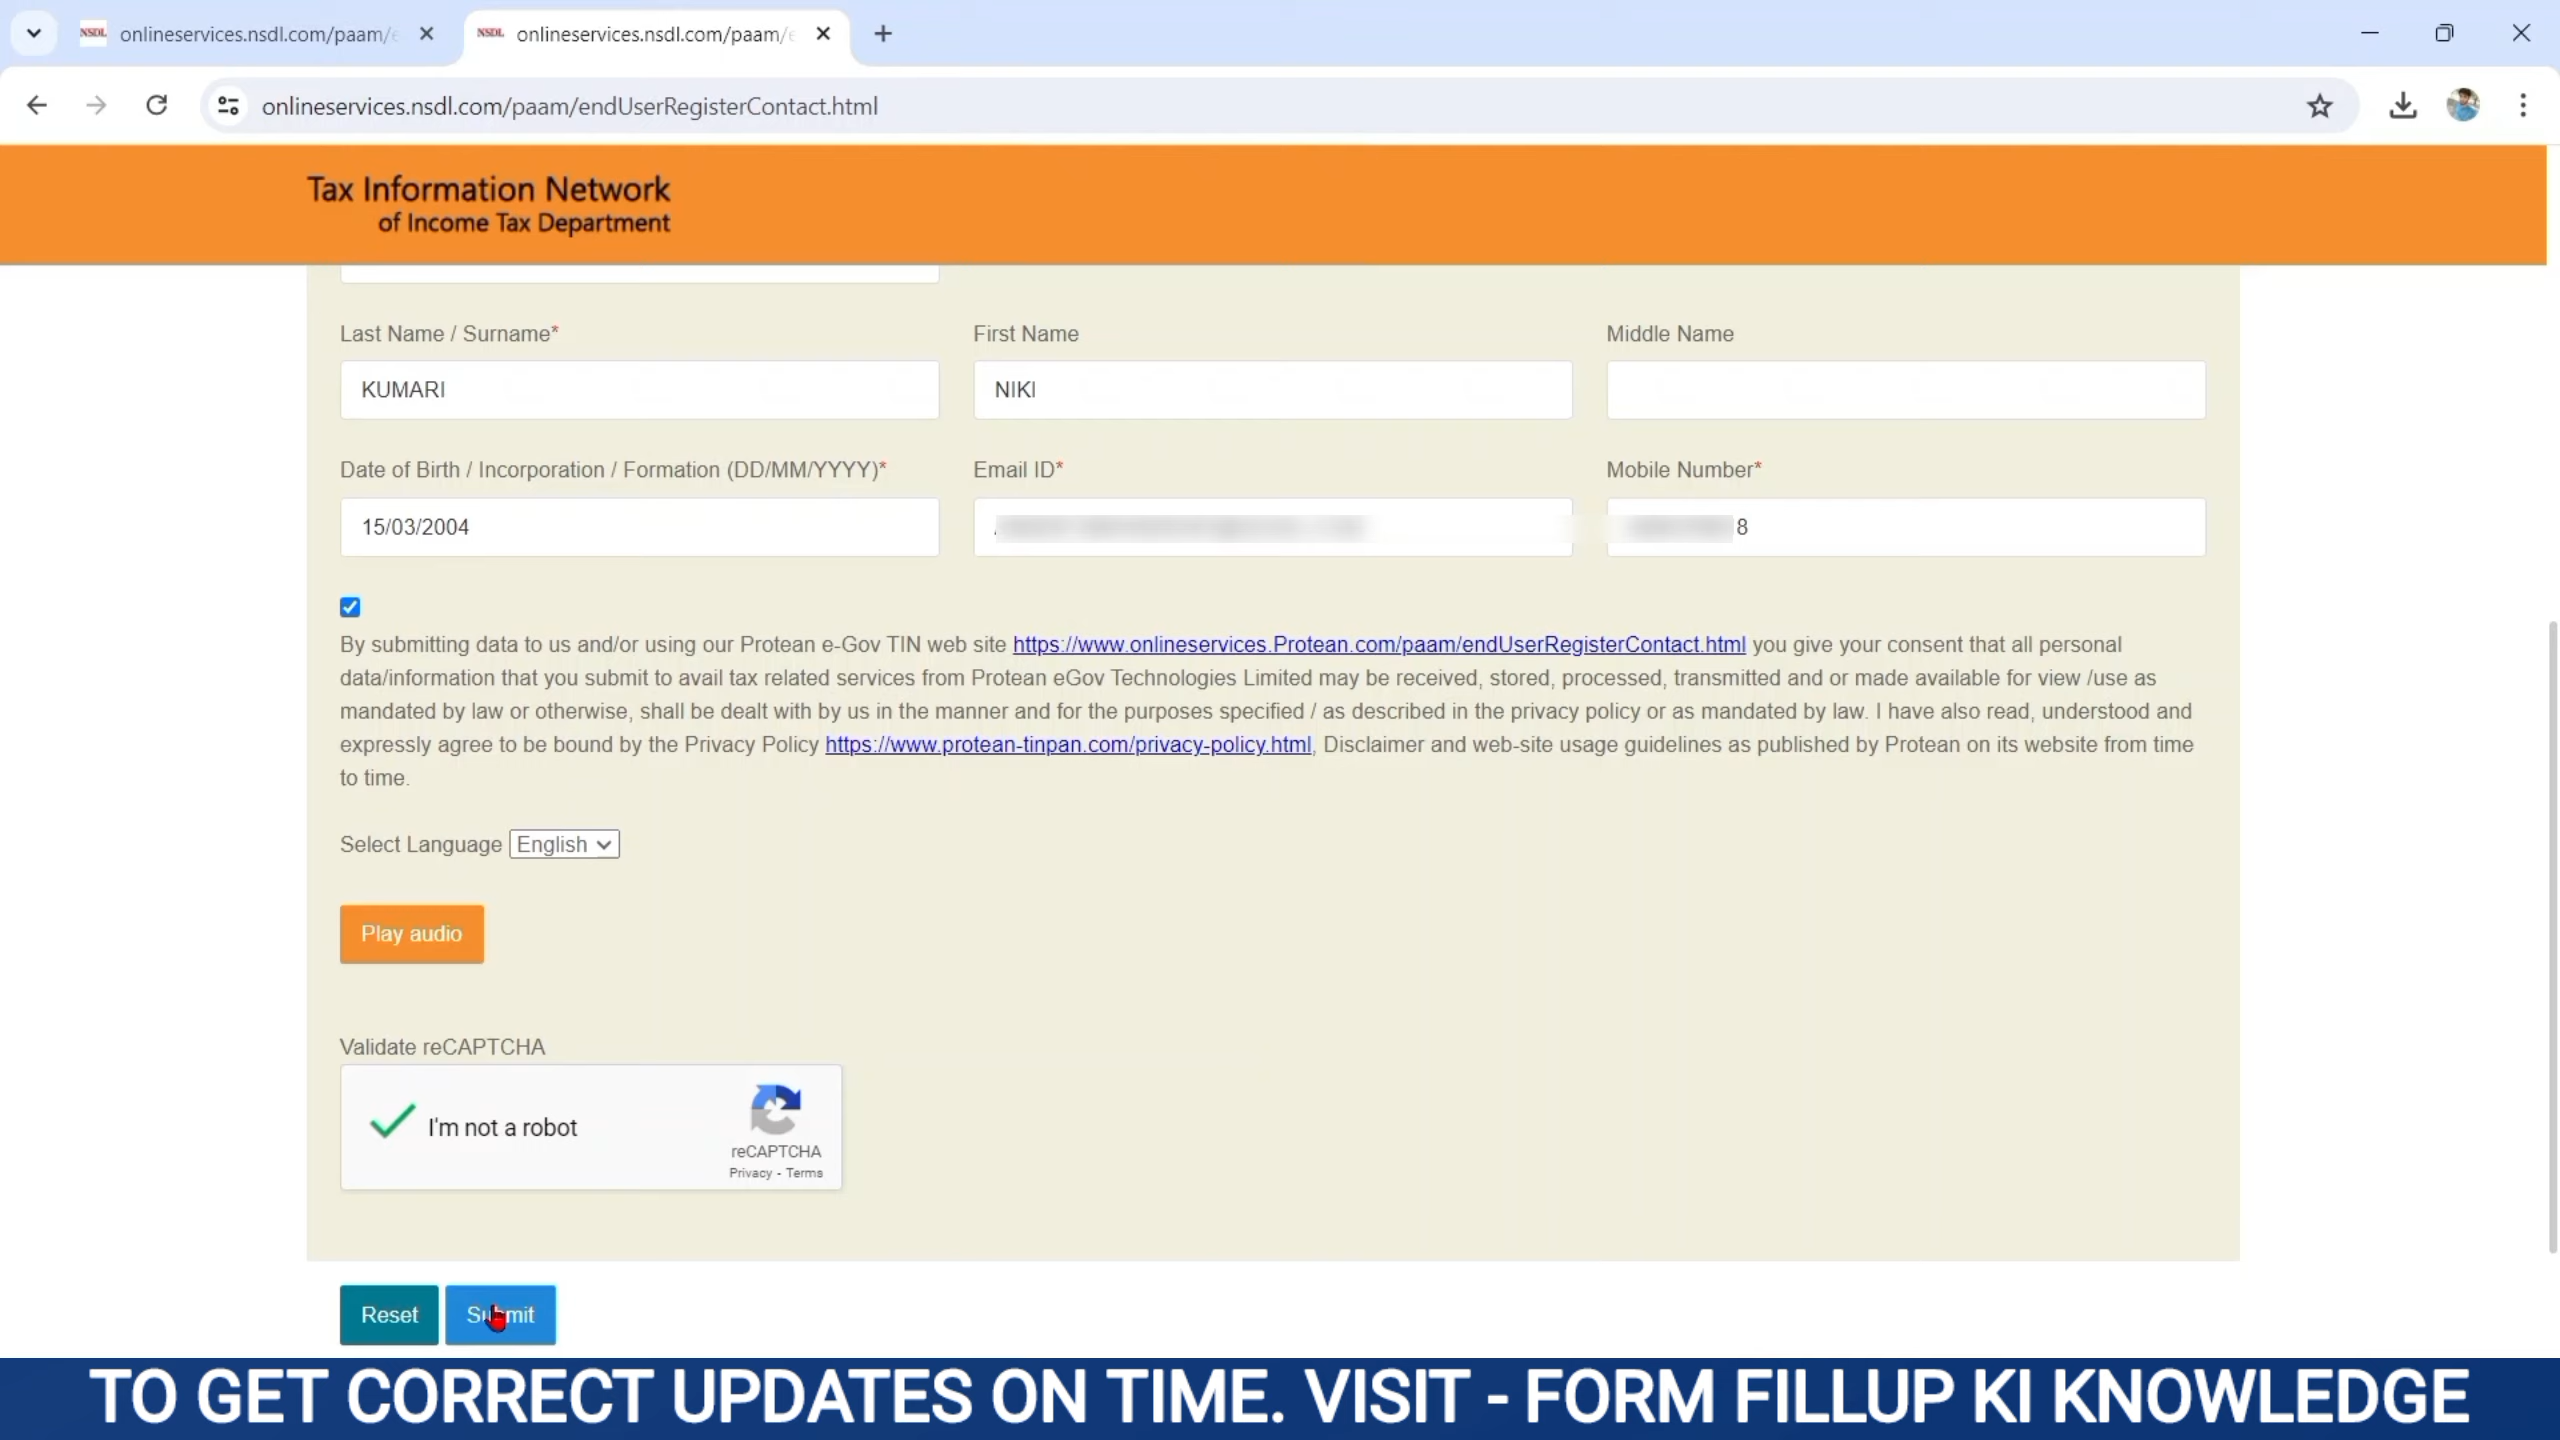 NSDL onlineservices.nsdl.com/paam/e
NSDL onlineservices.nsdl.com/paam/e
onlineservices.nsdl.com/paam/endUserRegisterContact.html
Tax Information Network
of Income Tax Department
Last Name / Surname* First Name Middle Name
KUMARI NIKI
Date of Birth / Incorporation / Formation (DD/MM/YYYY)* Email ID* Mobile Number*
15/03/2004 8
By submitting data to us and/or using our Protean e-Gov TIN web site https://www.onlineservices.Protean.com/paam/endUserRegisterContact.html you give your consent that all personal
data/information that you submit to avail tax related services from Protean eGov Technologies Limited may be received, stored, processed, transmitted and or made available for view /use as
mandated by law or otherwise, shall be dealt with by us in the manner and for the purposes specified / as described in the privacy policy or as mandated by law. I have also read, understood and
expressly agree to be bound by the Privacy Policy https://www.protean-tinpan.com/privacy-policy.html, Disclaimer and web-site usage guidelines as published by Protean on its website from time
to time.
Select Language English
Play audio
Validate reCAPTCHA
I'm not a robot
reCAPTCHA
Privacy - Terms
Reset Submit
TO GET CORRECT UPDATES ON TIME. VISIT - FORM FILLUP KI KNOWLEDGE